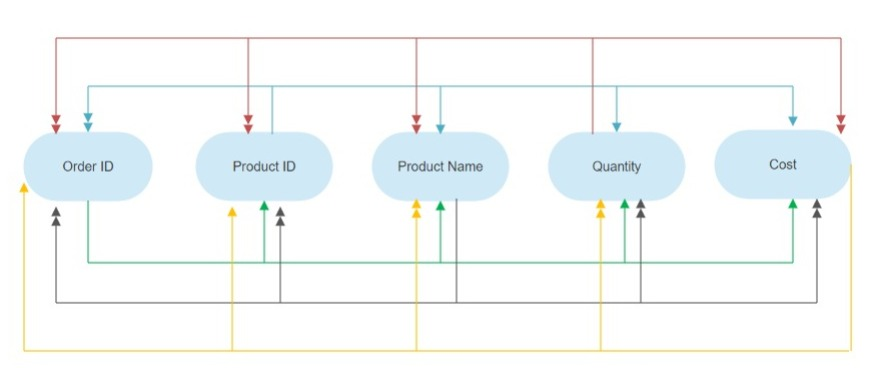 Order ID
Product ID
Product Name
Quantity
Cost